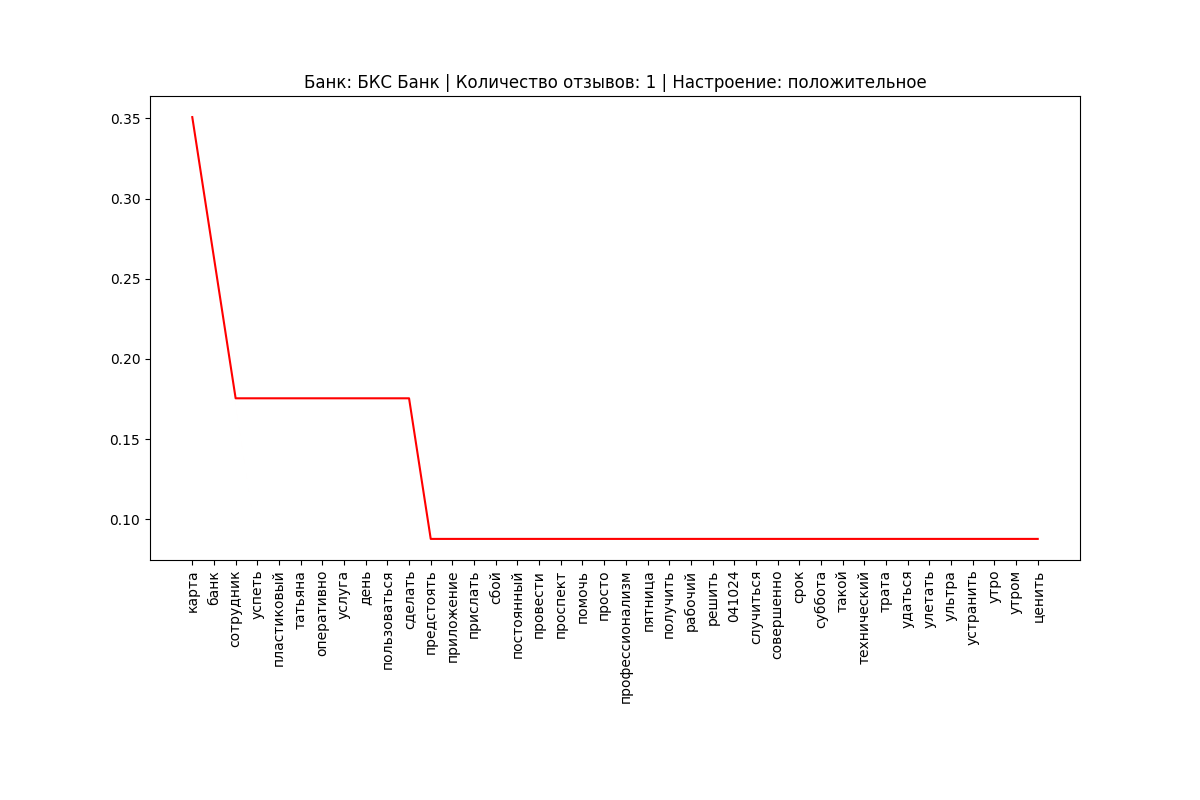 Банк: БКС Банк | Количество отзывов: 1 | Настроение: положительное
0.35
0.30
0.25
0.20
0.15
0.10
карта
банк
сотрудник
успеть
пластиковый
татьяна
оперативно
услуга
день
пользоваться
сделать
предстоять
приложение
прислать
сбой
постоянный
провести
проспект
помочь
просто
профессионализм
пятница
получить
рабочий
решить
041024
случиться
совершенно
срок
суббота
такой
технический
трата
удаться
улетать
ультра
устранить
утро
утром
ценить